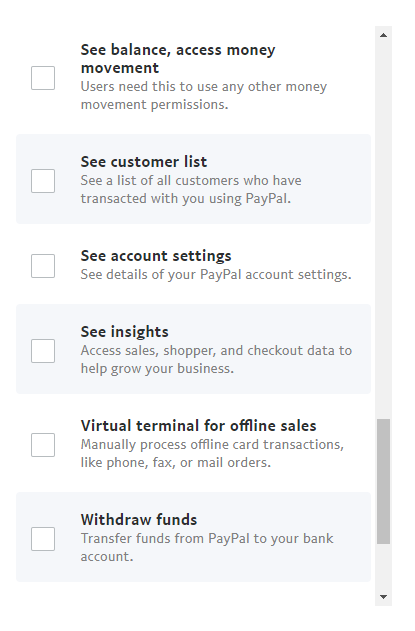 See balance, access money
movement
Users need this to use any other money
movement permissions.
See customer list
See a list of all customers who have
transacted with you using PayPal.
See account settings
See details of your PayPal account settings.
See insights
Access sales, shopper, and checkout data to
help grow your business.
Virtual terminal for offline sales
Manually process offline card transactions,
like phone, fax, or mail orders.
Withdraw funds
Transfer funds from PayPal to your bank
account.